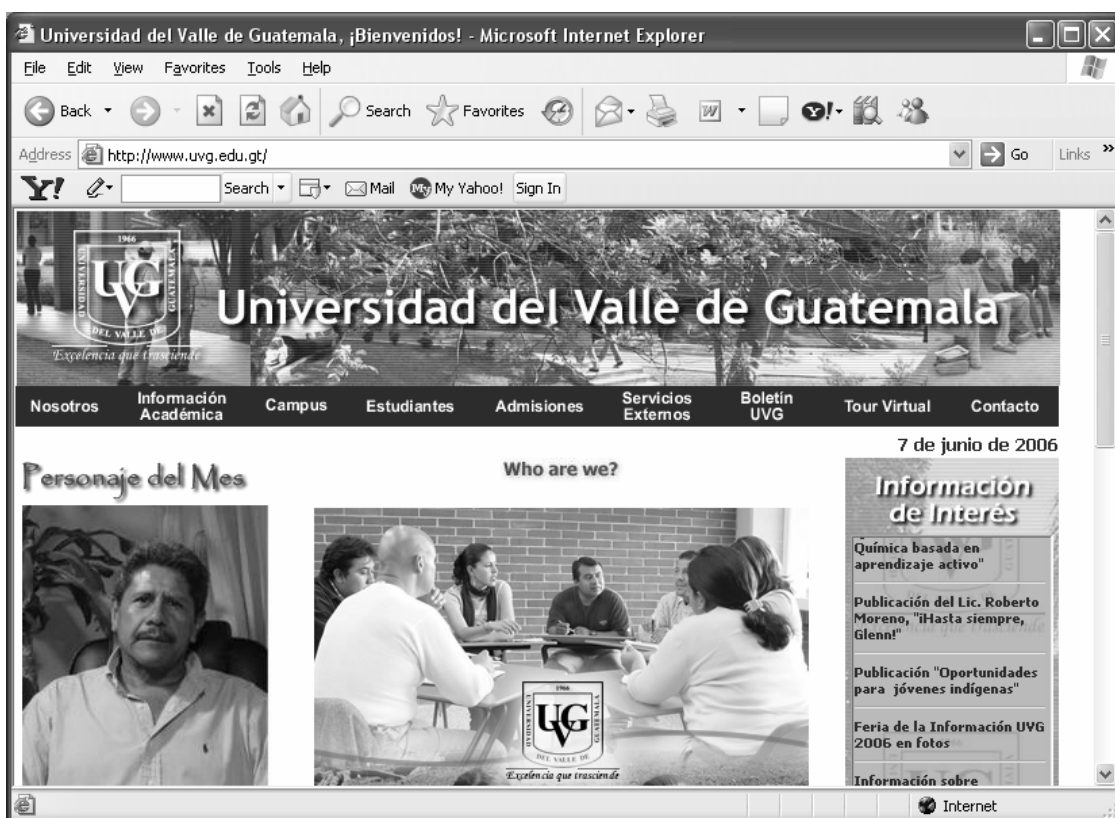 Universidad del Valle de Guatemala, ¡Bienvenidos! - Microsoft Internet Explorer
File Edit View Favorites Tools Help
Back Search Favorites
Address http://www.uvg.edu.gt/ Go Links »
Y! Search Mail My My Yahoo! Sign In
1966
UVG
UNIVERSIDAD
DEL VALLE DE
GUATEMALA
Excelencia que trasciende
Universidad del Valle de Guatemala
Nosotros Información Académica Campus Estudiantes Admisiones Servicios Externos Boletín UVG Tour Virtual Contacto
7 de junio de 2006
Personaje del Mes
Who are we?
1966
UVG
UNIVERSIDAD
DEL VALLE DE
GUATEMALA
Excelencia que trasciende
Información
de Interés
Química basada en
aprendizaje activo"
Publicación del Lic. Roberto
Moreno, "¡Hasta siempre,
Glenn!"
Publicación "Oportunidades
para jóvenes indígenas"
Feria de la Información UVG
2006 en fotos
Información sobre
Internet